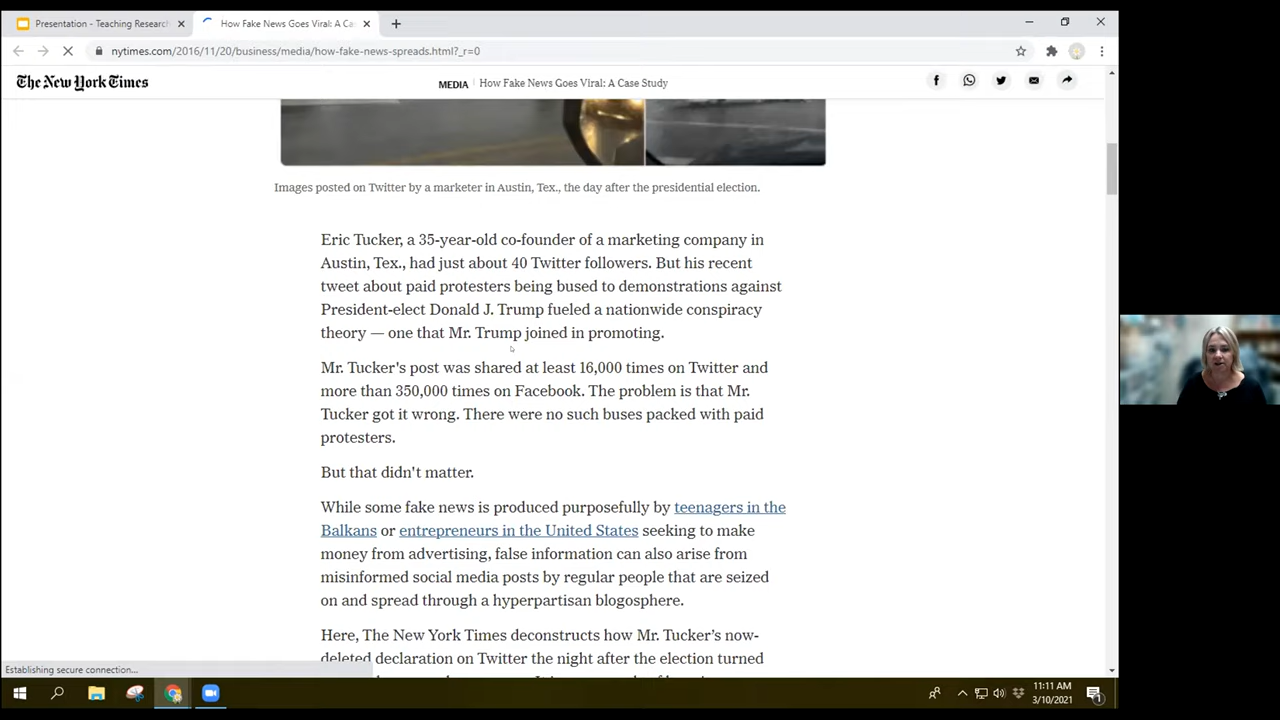 Presentation - Teaching Research
How Fake News Goes Viral: A Ca
nytimes.com/2016/11/20/business/media/how-fake-news-spreads.html?_r=0
The New York Times
MEDIA How Fake News Goes Viral: A Case Study
Images posted on Twitter by a marketer in Austin, Tex., the day after the presidential election.
Eric Tucker, a 35-year-old co-founder of a marketing company in
Austin, Tex., had just about 40 Twitter followers. But his recent
tweet about paid protesters being bused to demonstrations against
President-elect Donald J. Trump fueled a nationwide conspiracy
theory — one that Mr. Trump joined in promoting.
Mr. Tucker's post was shared at least 16,000 times on Twitter and
more than 350,000 times on Facebook. The problem is that Mr.
Tucker got it wrong. There were no such buses packed with paid
protesters.
But that didn't matter.
While some fake news is produced purposefully by teenagers in the
Balkans or entrepreneurs in the United States seeking to make
money from advertising, false information can also arise from
misinformed social media posts by regular people that are seized
on and spread through a hyperpartisan blogosphere.
Here, The New York Times deconstructs how Mr. Tucker’s now-
deleted declaration on Twitter the night after the election turned
Establishing secure connection...
11:11 AM
3/10/2021